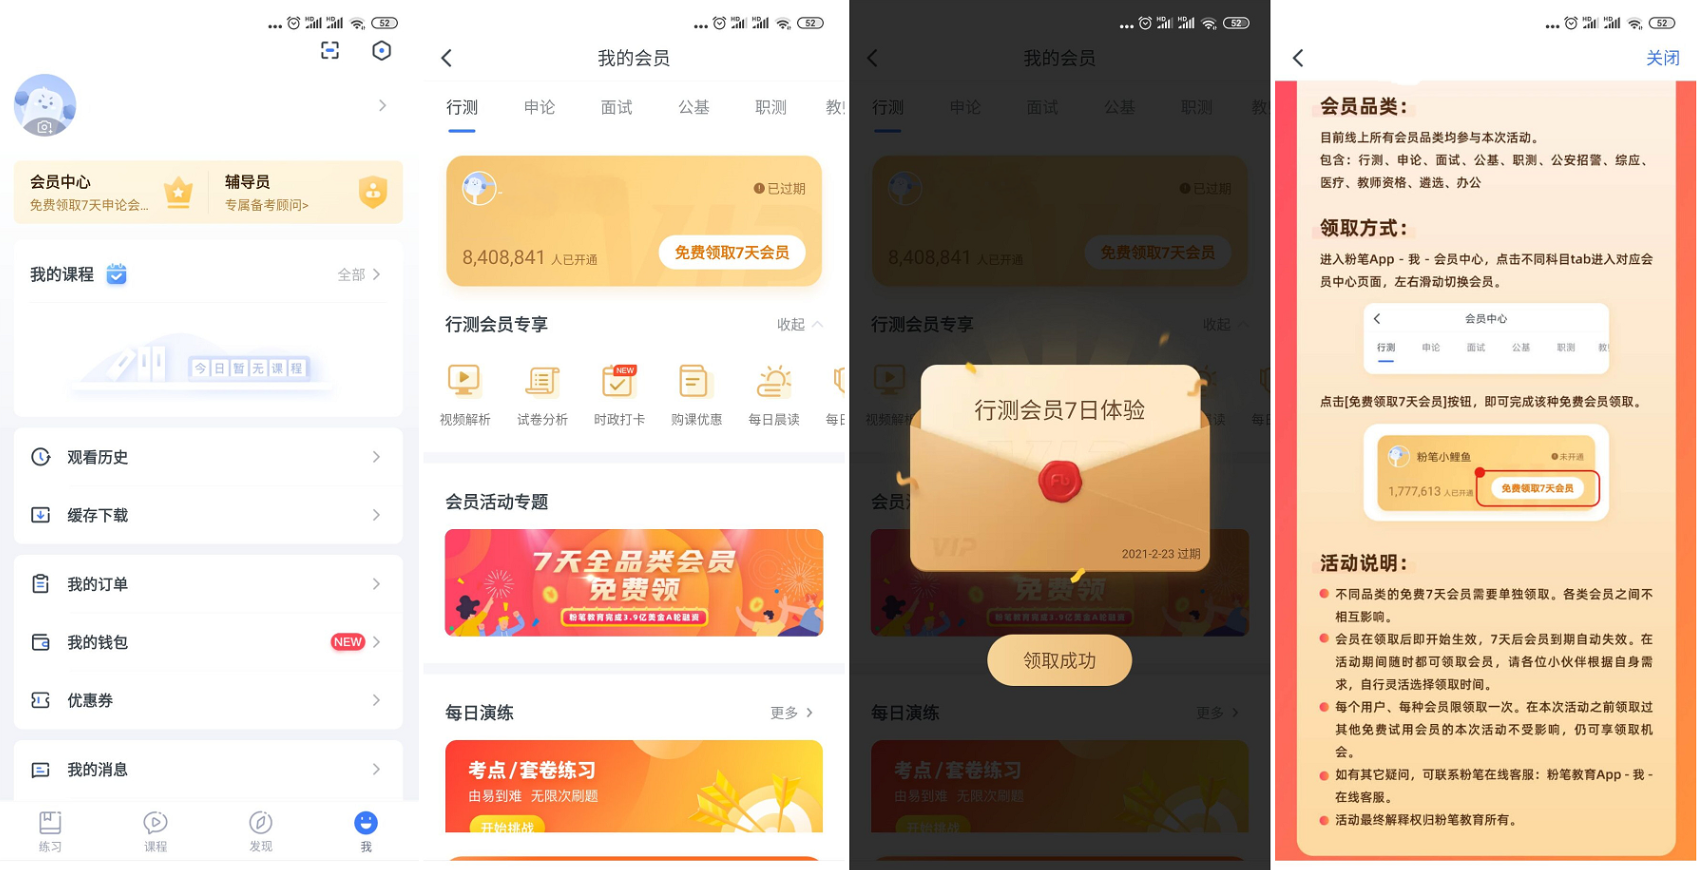 HD HD 52
会员中心
免费领取7天申论会...
辅导员
专属备考顾问>
我的课程
全部
今日暂无课程
观看历史
缓存下载
我的订单
我的钱包
NEW
优惠券
我的消息
练习
课程
发现
我
HD HD 52
我的会员
行测 申论 面试 公基 职测
已过期
8,408,841 人已开通
免费领取7天会员
行测会员专享
收起
NEW
视频解析 试卷分析 时政打卡 购课优惠 每日晨读
会员活动专题
7天全品类会员
免费领
粉笔教育完成3.9亿美金A轮融资
每日演练
更多
考点/套卷练习
由易到难 无限次刷题
开始挑战
HD HD 52
我的会员
行测 申论 面试 公基 职测
已过期
8,408,841 人已开通
免费领取7天会员
行测会员专享
收起
行测会员7日体验
Fb
VIP
2021-2-23 过期
免费领
粉笔教育完成3.9亿美金A轮融资
领取成功
每日演练
更多
考点/套卷练习
由易到难 无限次刷题
开始挑战
HD HD 52
关闭
会员品类：
目前线上所有会员品类均参与本次活动。
包含：行测、申论、面试、公基、职测、公安招警、综应、
医疗、教师资格、遴选、办公
领取方式：
进入粉笔App - 我 - 会员中心，点击不同科目tab进入对应会
员中心页面，左右滑动切换会员。
会员中心
行测 申论 面试 公基 职测
点击[免费领取7天会员]按钮，即可完成该种免费会员领取。
粉笔小鲤鱼
未开通
1,777,613 人已开通
免费领取7天会员
活动说明：
不同品类的免费7天会员需要单独领取。各类会员之间不
相互影响。
会员在领取后即开始生效，7天后会员到期自动失效。在
活动期间随时都可领取会员，请各位小伙伴根据自身需
求，自行灵活选择领取时间。
每个用户、每种会员限领取一次。在本次活动之前领取过
其他免费试用会员的本次活动不受影响，仍可享领取机
会。
如有其它疑问，可联系粉笔在线客服：粉笔教育App - 我 -
在线客服。
活动最终解释权归粉笔教育所有。